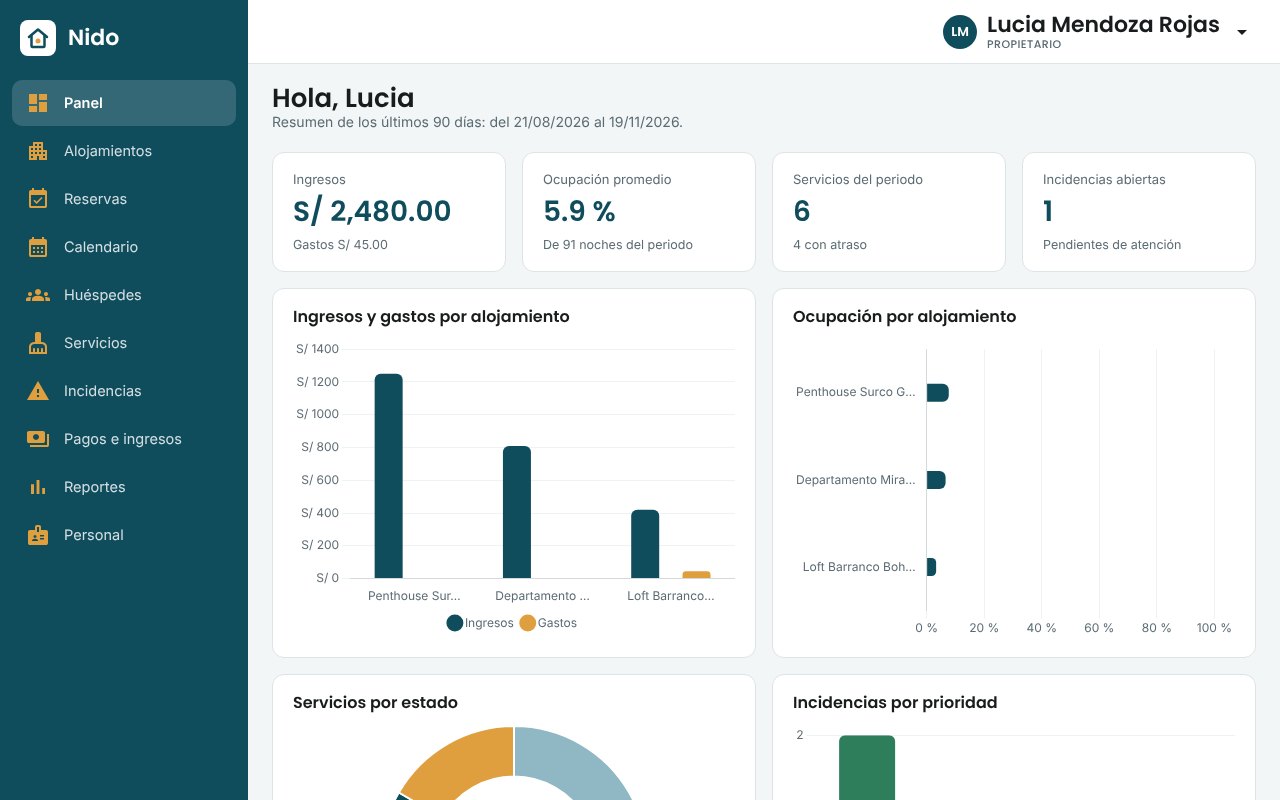 Nido
Panel
Alojamientos
Reservas
Calendario
Huéspedes
Servicios
Incidencias
Pagos e ingresos
Reportes
Personal
LM
Lucia Mendoza Rojas
PROPIETARIO
Hola, Lucia
Resumen de los últimos 90 días: del 21/08/2026 al 19/11/2026.
Ingresos
S/ 2,480.00
Gastos S/ 45.00
Ocupación promedio
5.9 %
De 91 noches del periodo
Servicios del periodo
6
4 con atraso
Incidencias abiertas
1
Pendientes de atención
Ingresos y gastos por alojamiento
S/ 1400
S/ 1200
S/ 1000
S/ 800
S/ 600
S/ 400
S/ 200
S/ 0
Penthouse Sur... Departamento ... Loft Barranco...
Ingresos Gastos
Ocupación por alojamiento
Penthouse Surco G...
Departamento Mira...
Loft Barranco Boh...
0 % 20 % 40 % 60 % 80 % 100 %
Servicios por estado
Incidencias por prioridad
2